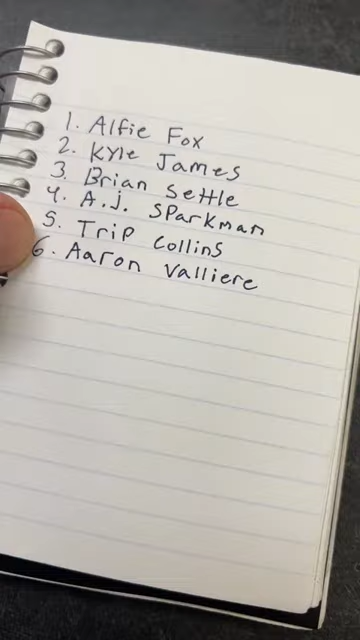 1. Alfie Fox
2. Kyle James
3. Brian Settle
4. A.j. Sparkman
5. Trip Collins
6. Aaron Valliere